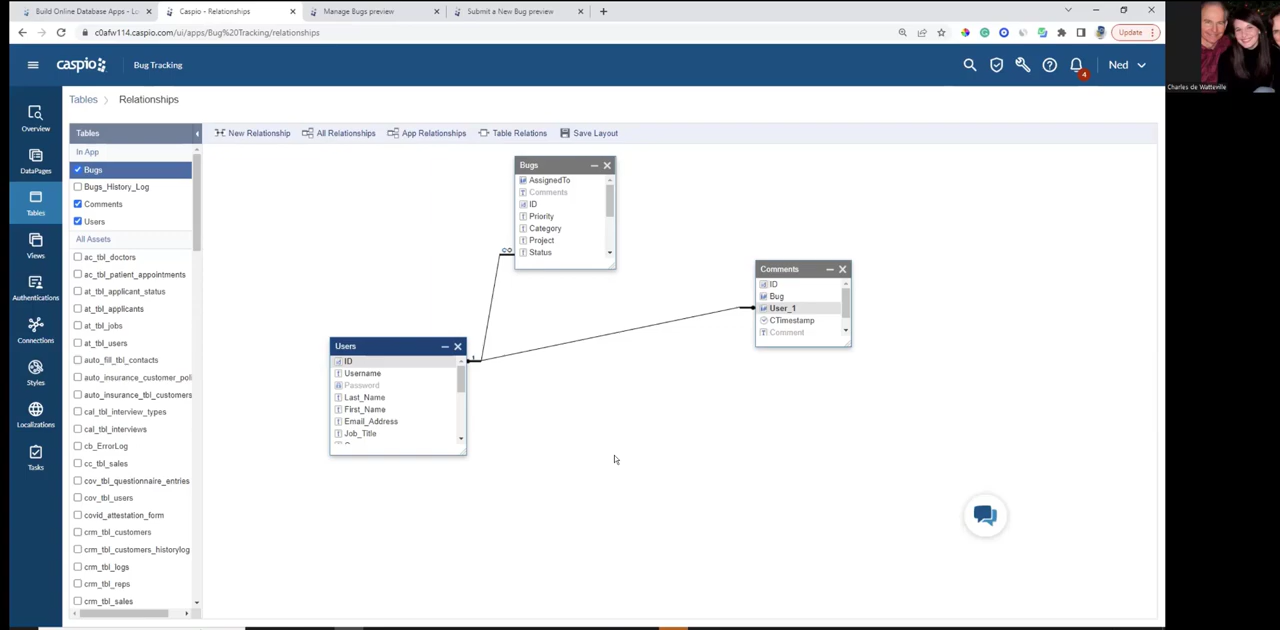 Build Online Database Apps - Lo
Caspio - Relationships
Manage Bugs preview
Submit a New Bug preview
c0afw114.caspio.com/ui/apps/Bug%20Tracking/relationships
Update
Charles de Watteville
caspio
Bug Tracking
4
Ned
Tables
Relationships
Overview
DataPages
Tables
Views
Authentications
Connections
Styles
Localizations
Tasks
Tables
In App
Bugs
Bugs_History_Log
Comments
Users
All Assets
ac_tbl_doctors
ac_tbl_patient_appointments
at_tbl_applicant_status
at_tbl_applicants
at_tbl_jobs
at_tbl_users
auto_fill_tbl_contacts
auto_insurance_customer_poli
auto_insurance_tbl_customers
cal_tbl_interview_types
cal_tbl_interviews
cb_ErrorLog
cc_tbl_sales
cov_tbl_questionnaire_entries
cov_tbl_users
covid_attestation_form
crm_tbl_customers
crm_tbl_customers_historylog
crm_tbl_logs
crm_tbl_reps
crm_tbl_sales
New Relationship
All Relationships
App Relationships
Table Relations
Save Layout
Bugs
AssignedTo
Comments
ID
Priority
Category
Project
Status
Comments
ID
Bug
User_1
CTimestamp
Comment
Users
ID
Username
Password
Last_Name
First_Name
Email_Address
Job_Title
1